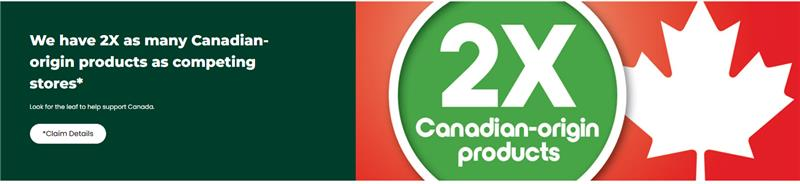 We have 2X as many Canadian-
origin products as competing
stores*
Look for the leaf to help support Canada.
*Claim Details
2X
Canadian-origin
products